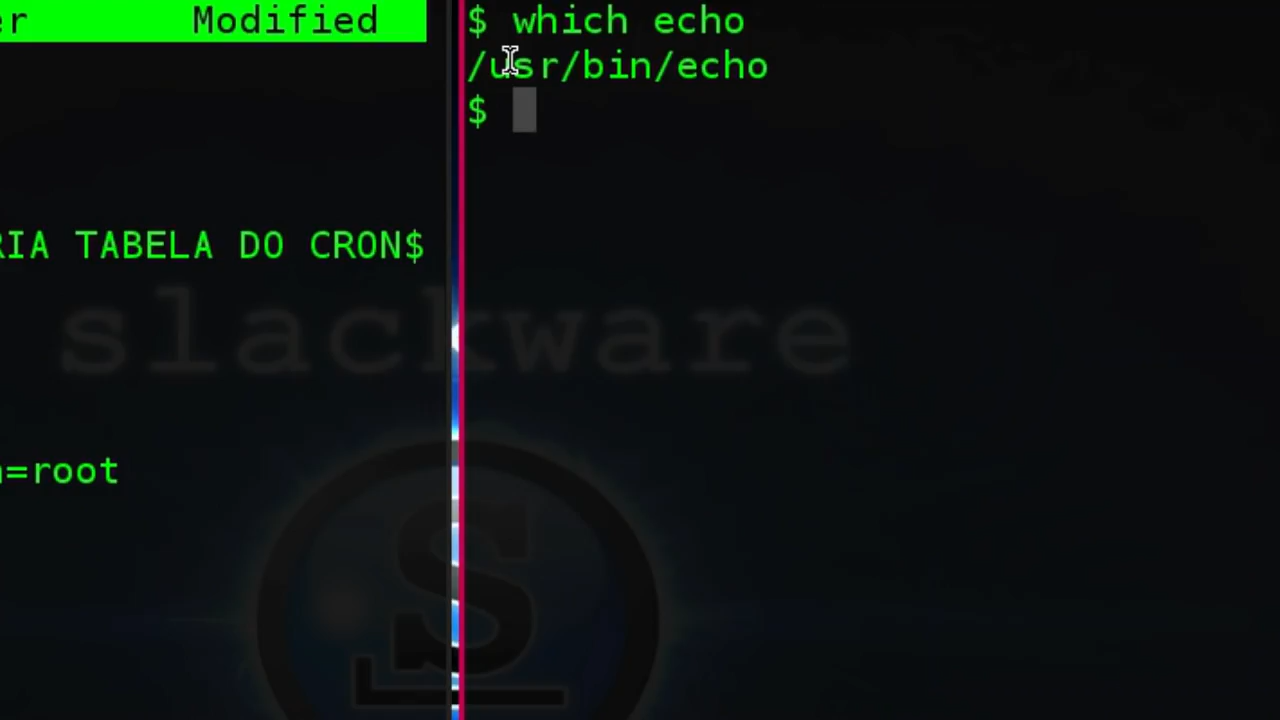 er Modified
RIA TABELA DO CRON$
n=root
$ which echo
/usr/bin/echo
$
slackware
S